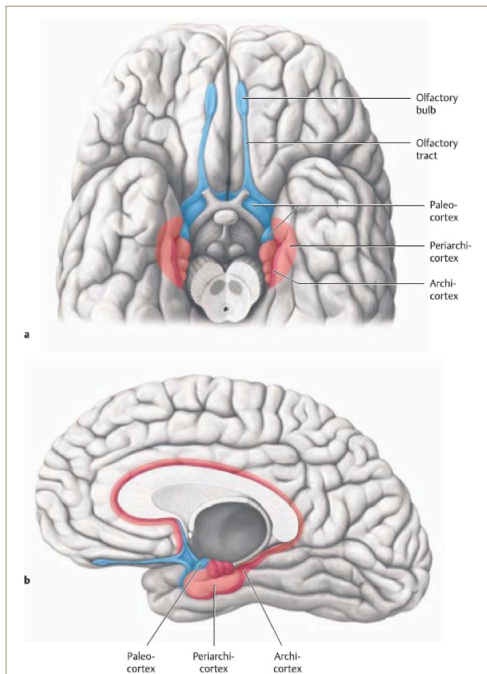 Olfactory
bulb
Olfactory
tract
Paleo-
cortex
Periarchi-
cortex
Archi-
cortex
a
b
Paleo-
cortex
Periarchi-
cortex
Archi-
cortex